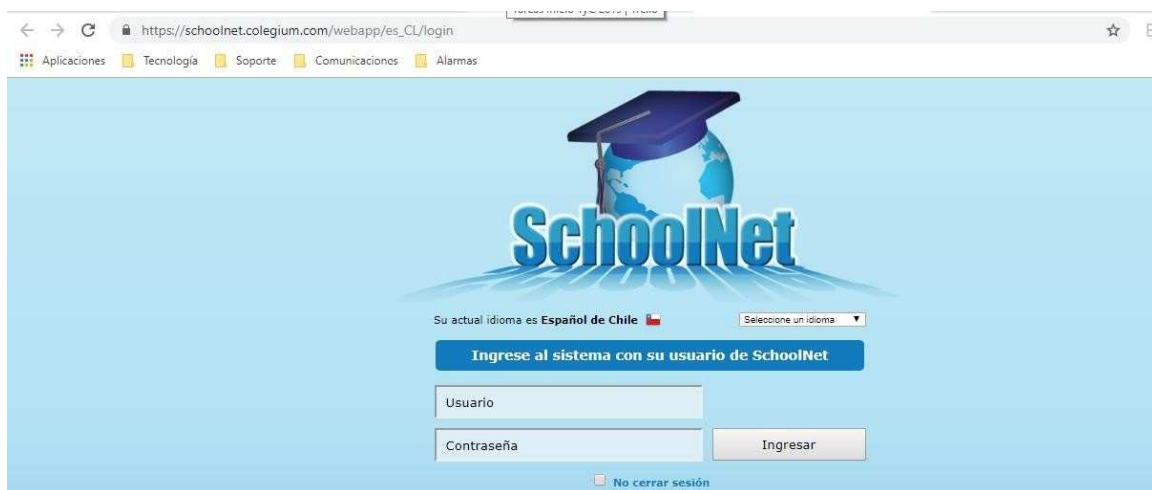 https://schoolnet.colegium.com/webapp/es_CL/login
Aplicaciones Tecnología Soporte Comunicaciones Alarmas
SchoolNet
Su actual idioma es Español de Chile Seleccione un idioma
Ingrese al sistema con su usuario de SchoolNet
Usuario
Contraseña Ingresar
No cerrar sesión